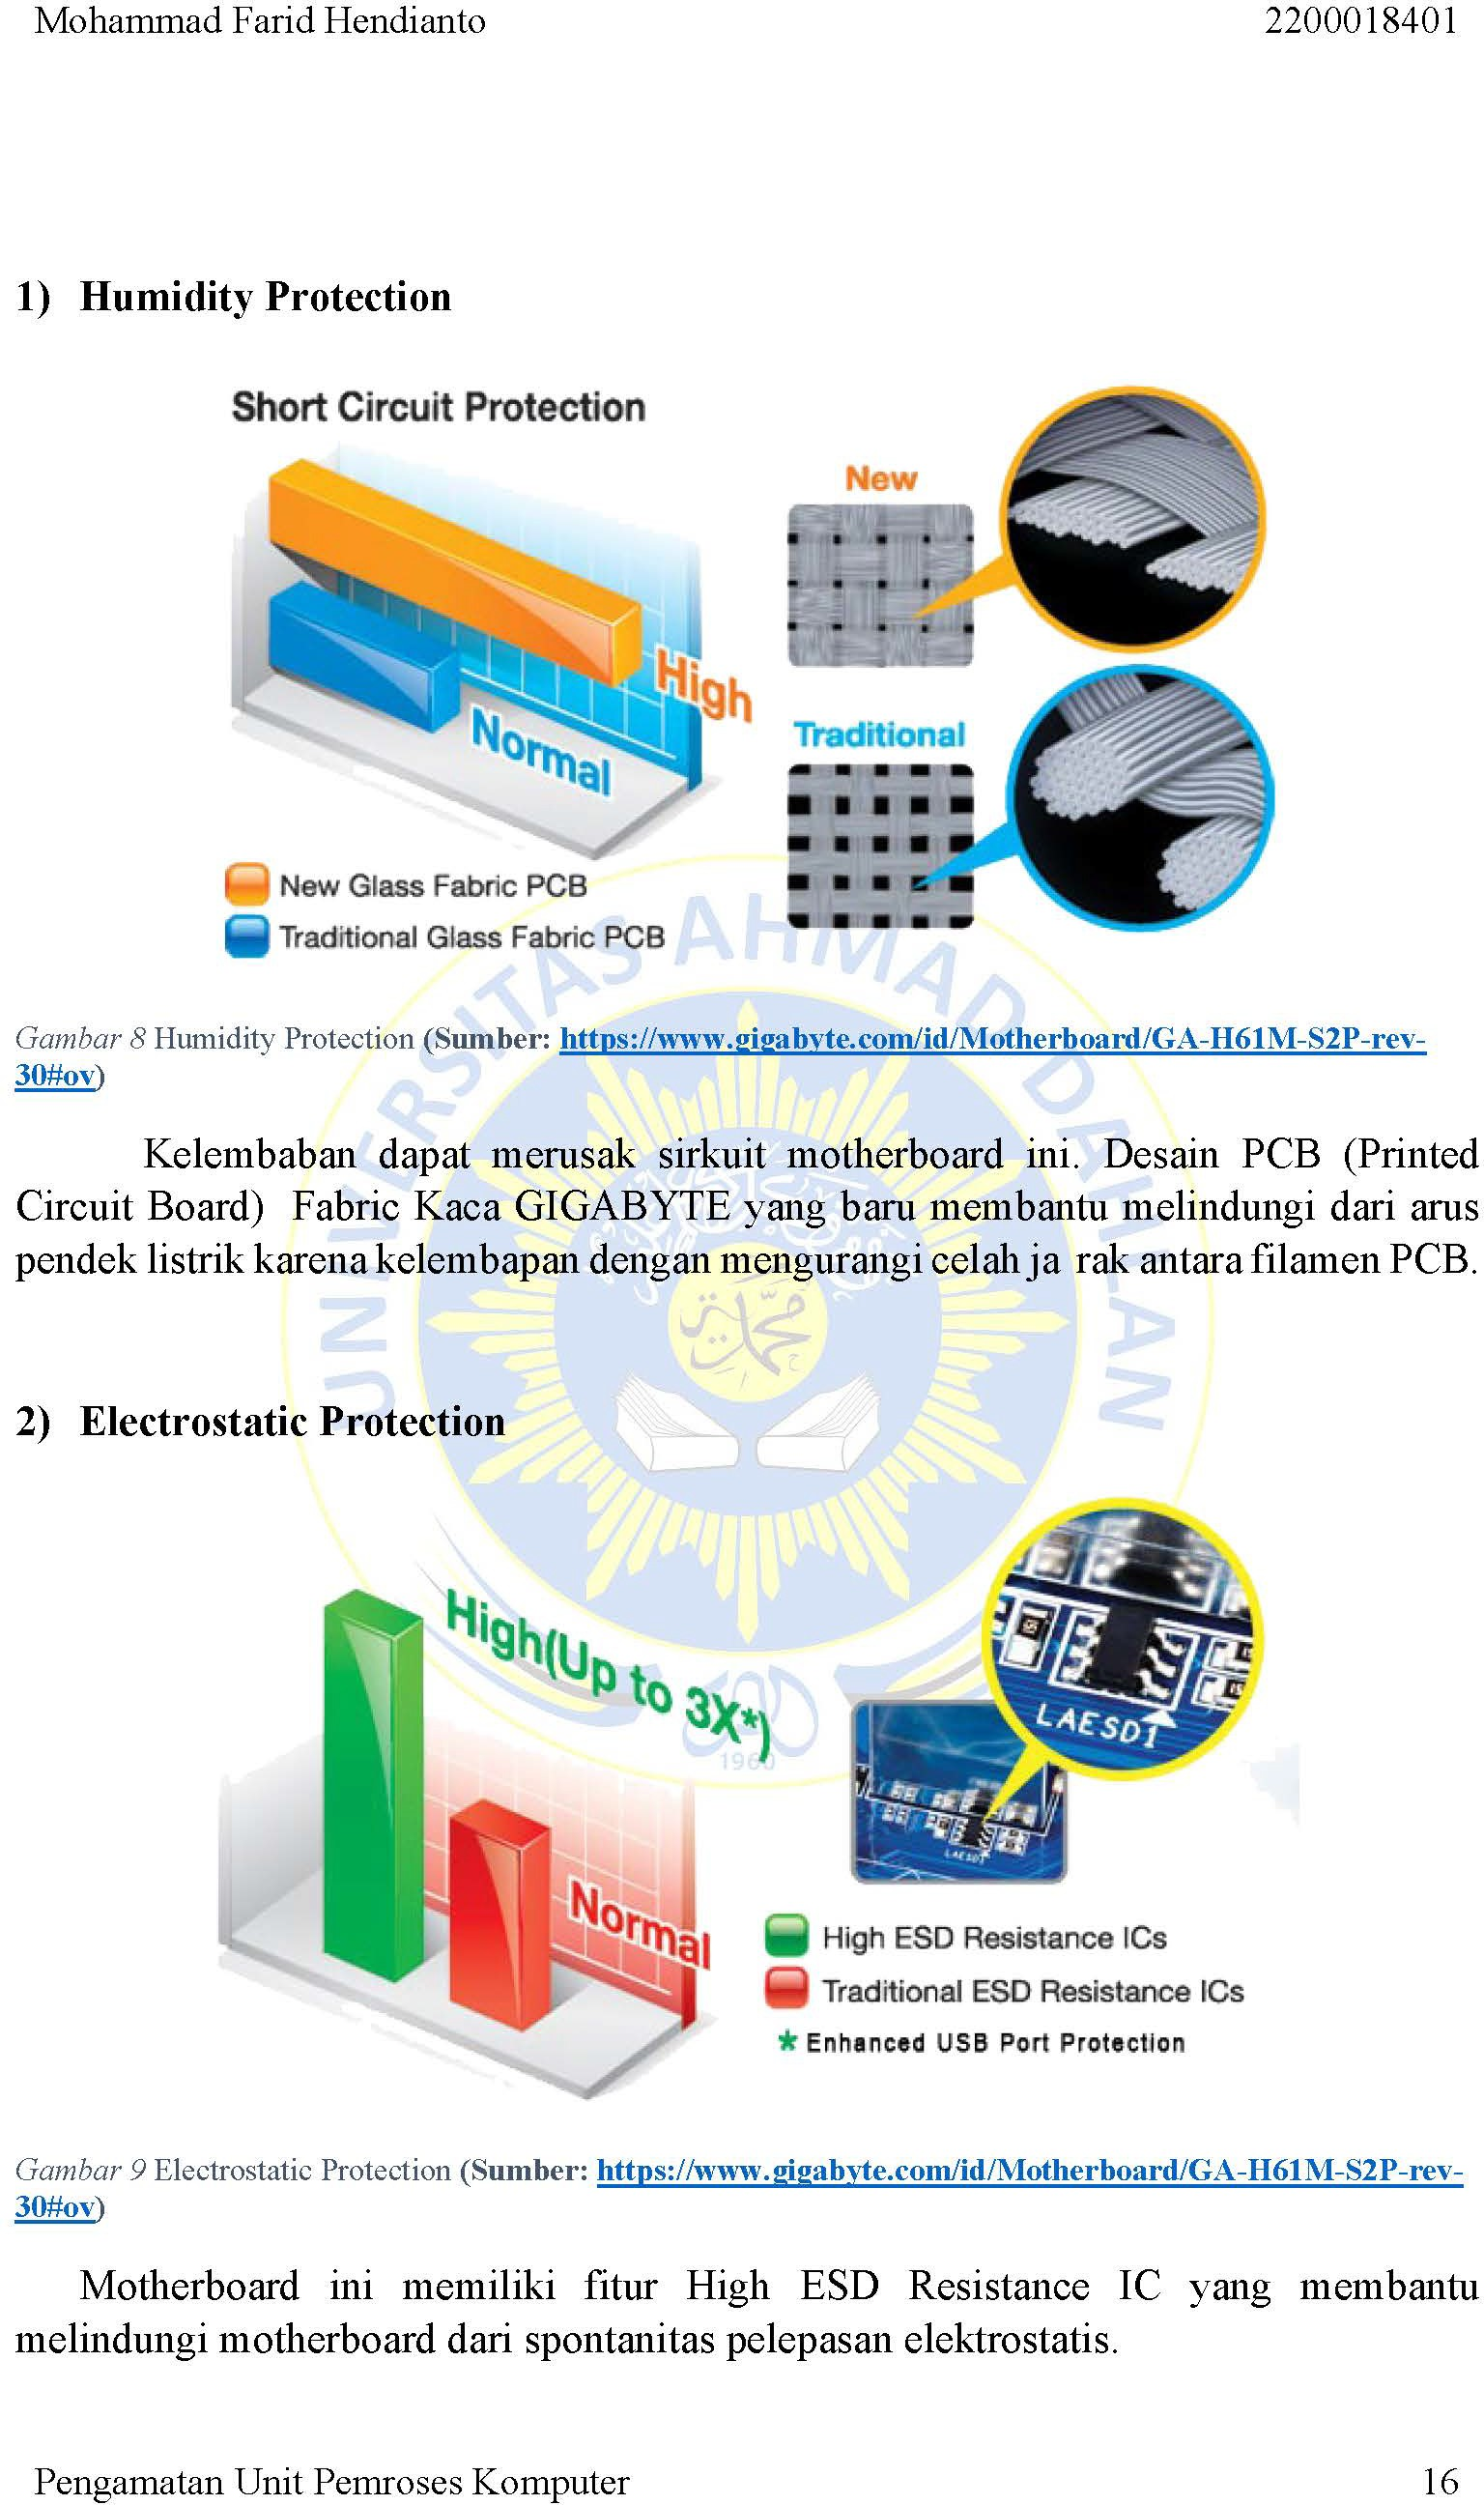 Mohammad Farid Hendianto 2200018401
1) Humidity Protection
Short Circuit Protection
New
High
Normal
Traditional
New Glass Fabric PCB
Traditional Glass Fabric PCB
UNIVERSITAS AHMAD DAHLAN
Gambar 8 Humidity Protection (Sumber: https://www.gigabyte.com/id/Motherboard/GA-H61M-S2P-rev-
30#ov)
Kelembaban dapat merusak sirkuit motherboard ini. Desain PCB (Printed
Circuit Board) Fabric Kaca GIGABYTE yang baru membantu melindungi dari arus
pendek listrik karena kelembapan dengan mengurangi celah ja rak antara filamen PCB.
2) Electrostatic Protection
High(Up to 3X*)
LAESD1
1960
LAESD1
Normal
High ESD Resistance ICs
Traditional ESD Resistance ICs
* Enhanced USB Port Protection
Gambar 9 Electrostatic Protection (Sumber: https://www.gigabyte.com/id/Motherboard/GA-H61M-S2P-rev-
30#ov)
Motherboard ini memiliki fitur High ESD Resistance IC yang membantu
melindungi motherboard dari spontanitas pelepasan elektrostatis.
Pengamatan Unit Pemroses Komputer 16